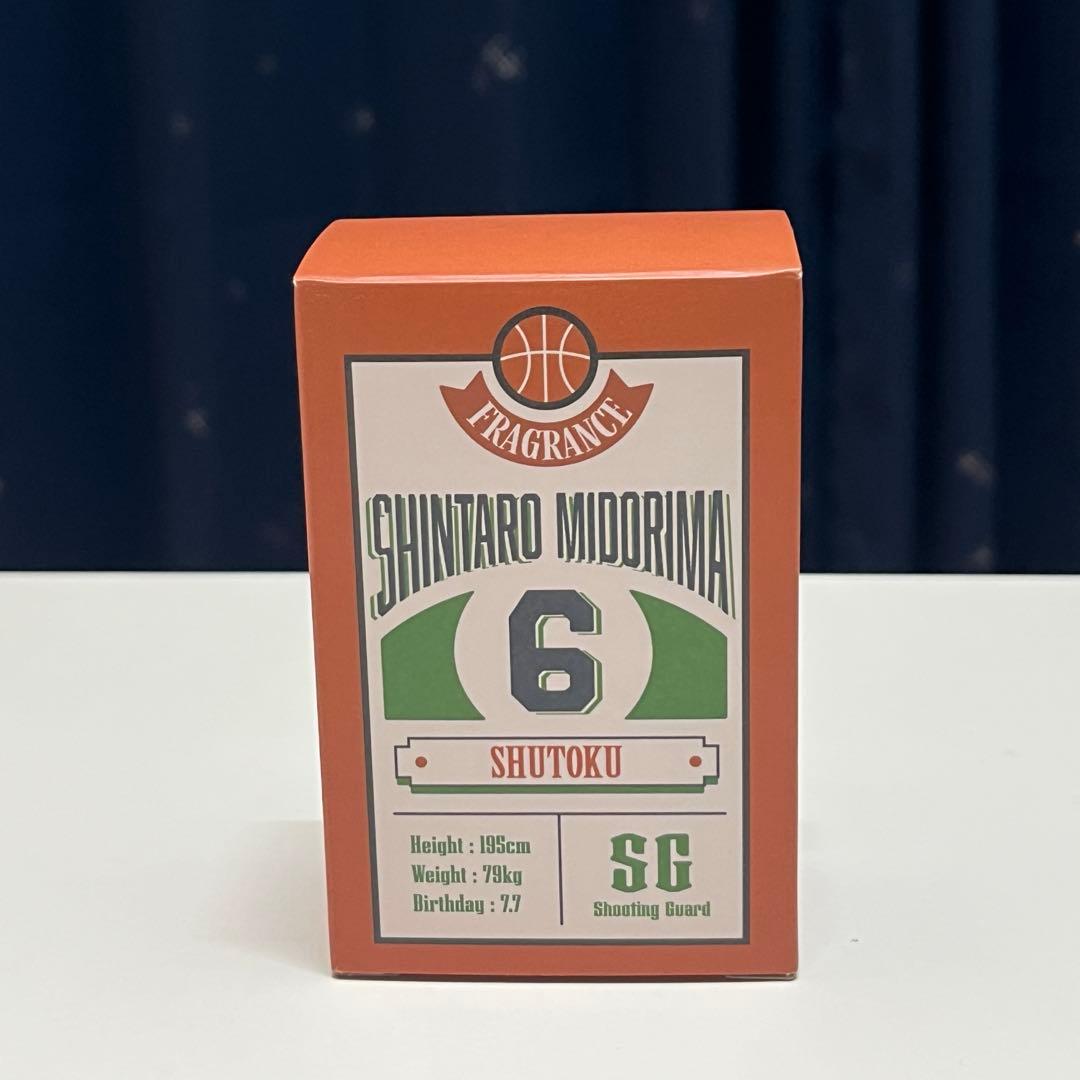 FRAGRANCE
SHINTARO MIDORIMA
6
SHUTOKU
Height : 195cm
Weight : 79kg
Birthday : 7.7
SG
Shooting Guard